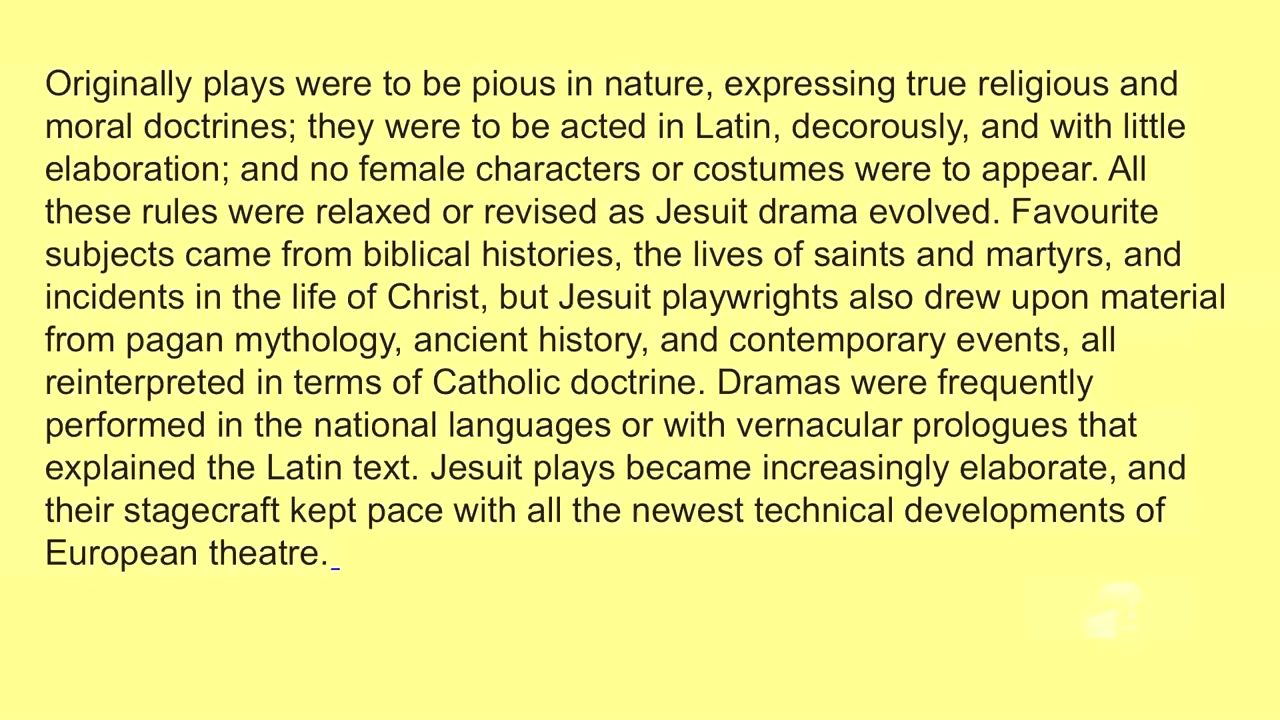 Originally plays were to be pious in nature, expressing true religious and
moral doctrines; they were to be acted in Latin, decorously, and with little
elaboration; and no female characters or costumes were to appear. All
these rules were relaxed or revised as Jesuit drama evolved. Favourite
subjects came from biblical histories, the lives of saints and martyrs, and
incidents in the life of Christ, but Jesuit playwrights also drew upon material
from pagan mythology, ancient history, and contemporary events, all
reinterpreted in terms of Catholic doctrine. Dramas were frequently
performed in the national languages or with vernacular prologues that
explained the Latin text. Jesuit plays became increasingly elaborate, and
their stagecraft kept pace with all the newest technical developments of
European theatre.